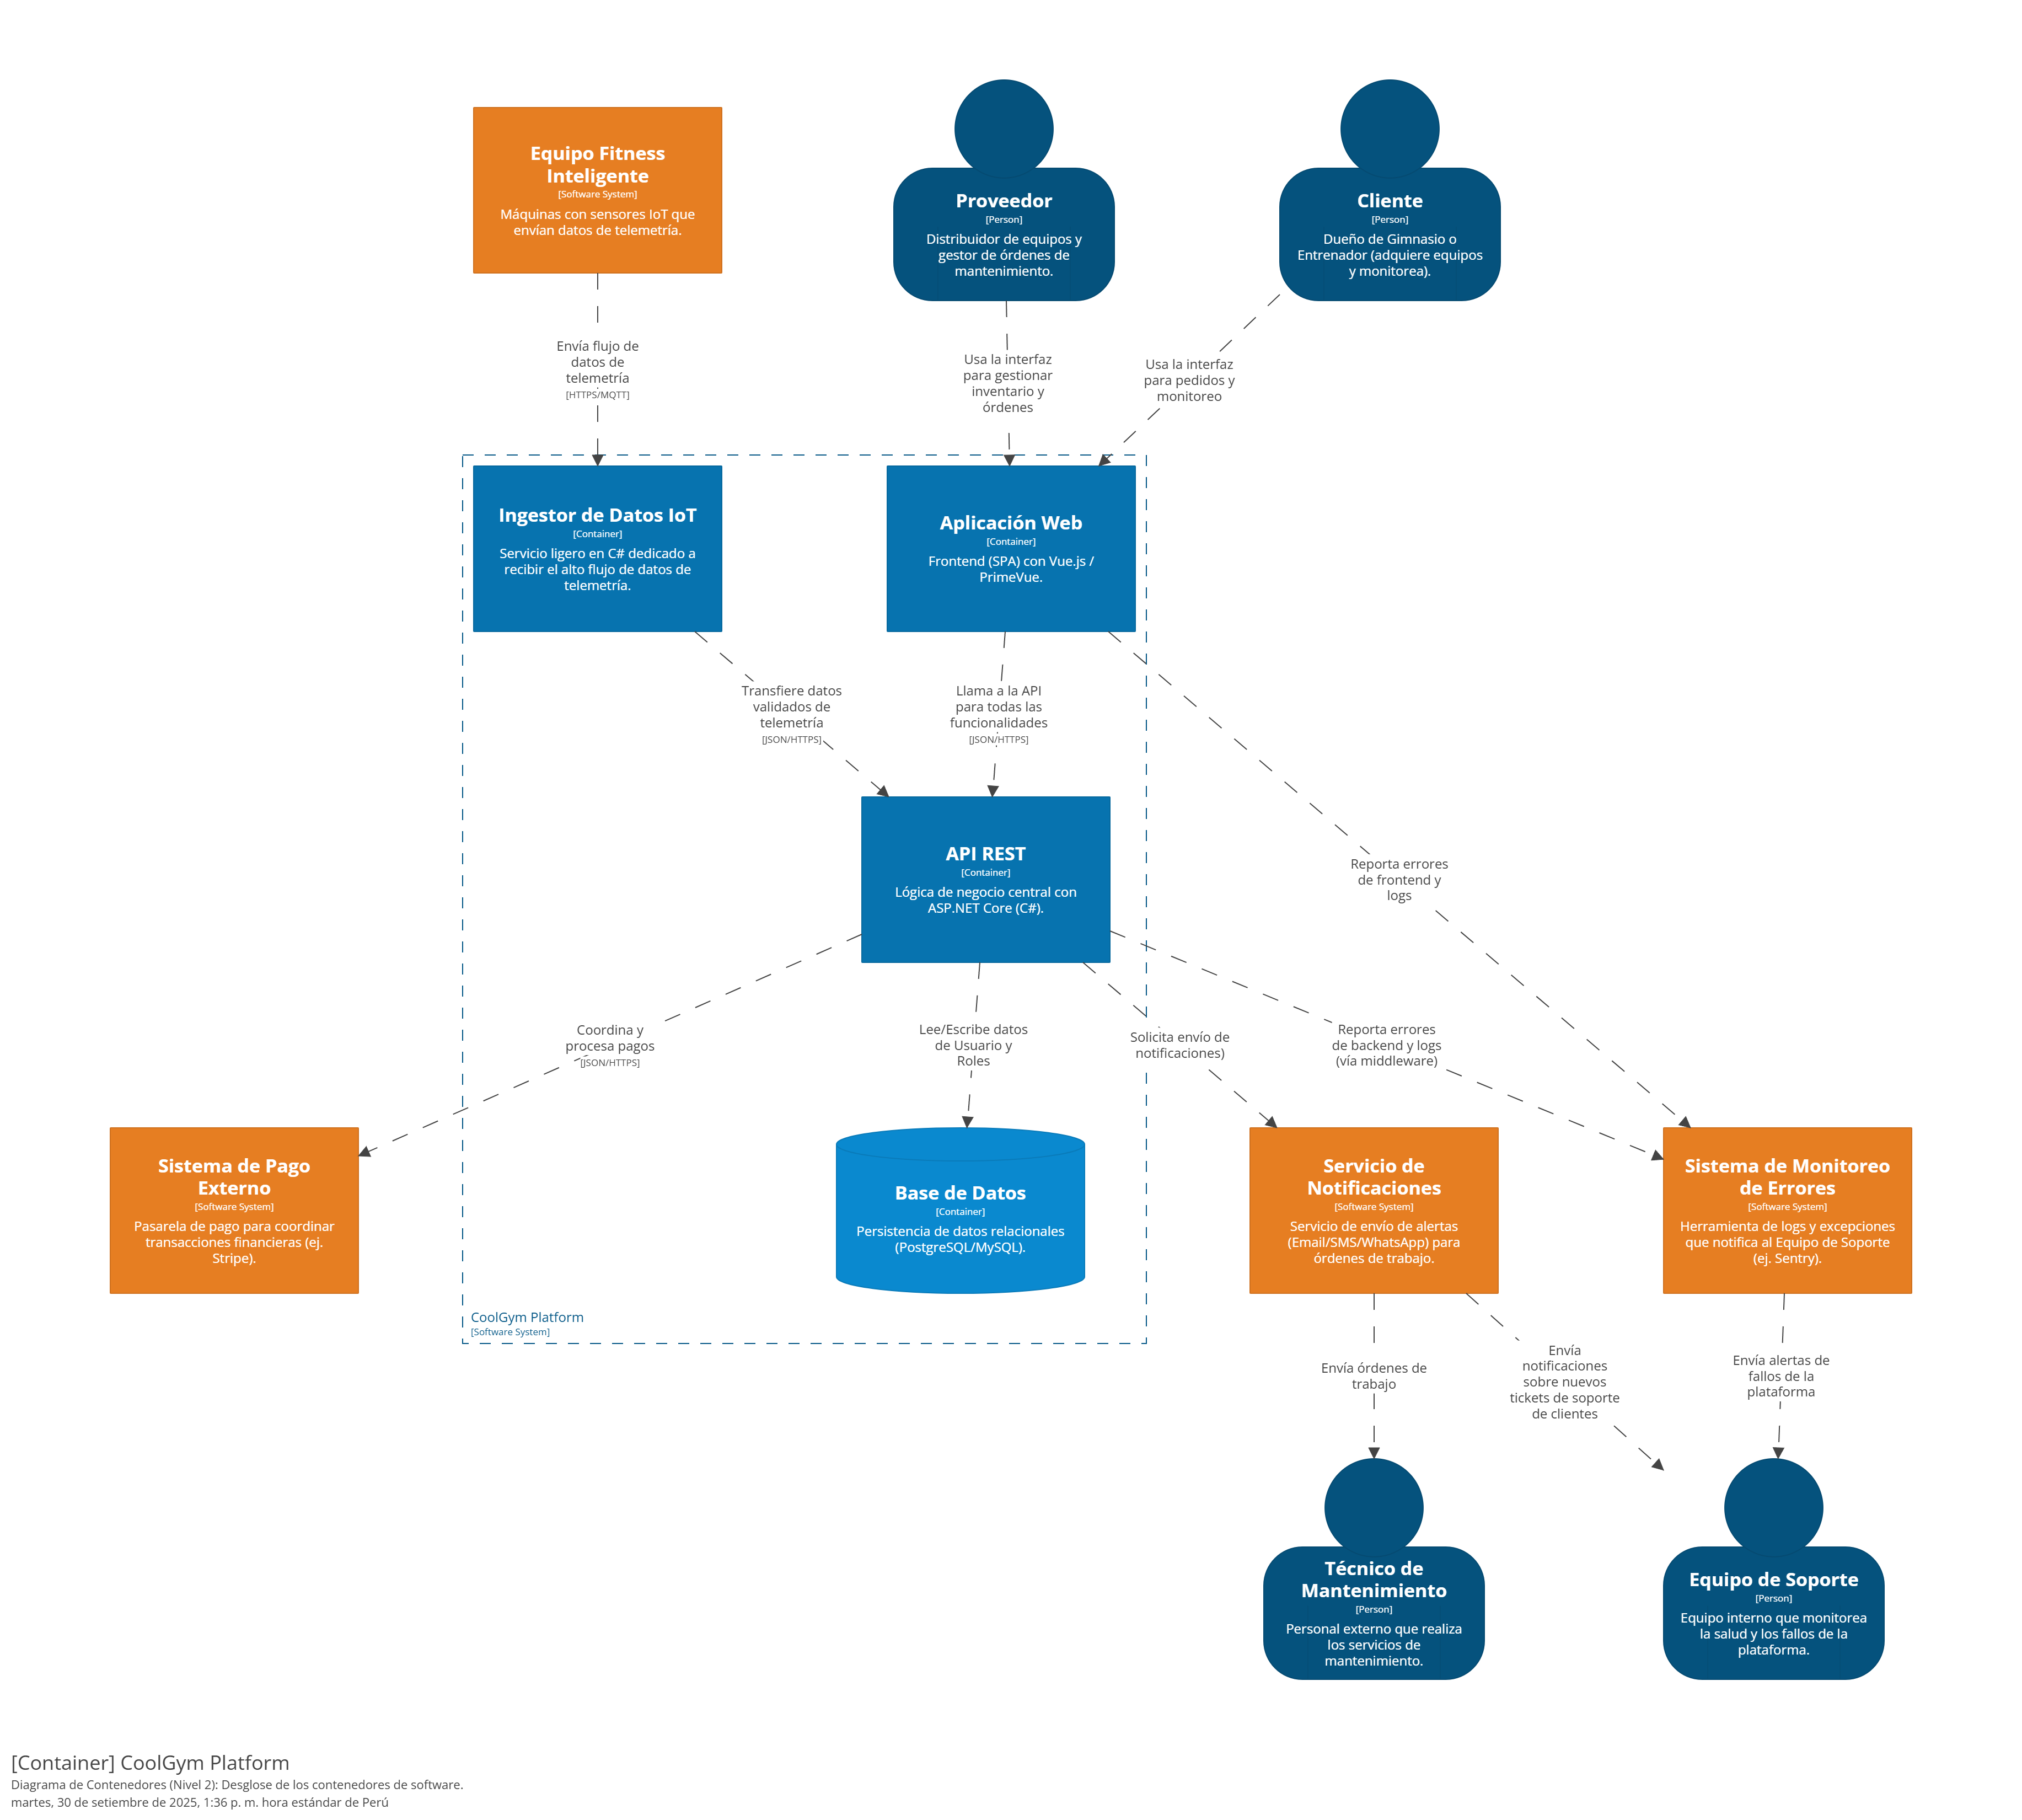 Equipo Fitness
Inteligente
[Software System]
Máquinas con sensores IoT que
envían datos de telemetría.
Proveedor
[Person]
Distribuidor de equipos y
gestor de órdenes de
mantenimiento.
Cliente
[Person]
Dueño de Gimnasio o
Entrenador (adquiere equipos
y monitorea).
Envía flujo de
datos de
telemetría
[HTTPS/MQTT]
Usa la interfaz
para gestionar
inventario y
órdenes
Usa la interfaz
para pedidos y
monitoreo
Ingestor de Datos IoT
[Container]
Servicio ligero en C# dedicado a
recibir el alto flujo de datos de
telemetría.
Aplicación Web
[Container]
Frontend (SPA) con Vue.js /
PrimeVue.
Transfiere datos
validados de
telemetría
[JSON/HTTPS]
Llama a la API
para todas las
funcionalidades
[JSON/HTTPS]
API REST
[Container]
Lógica de negocio central con
ASP.NET Core (C#).
Reporta errores
de frontend y
logs
Coordina y
procesa pagos
[JSON/HTTPS]
Lee/Escribe datos
de Usuario y
Roles
Solicita envío de
notificaciones)
Reporta errores
de backend y logs
(vía middleware)
Sistema de Pago
Externo
[Software System]
Pasarela de pago para coordinar
transacciones financieras (ej.
Stripe).
Base de Datos
[Container]
Persistencia de datos relacionales
(PostgreSQL/MySQL).
Servicio de
Notificaciones
[Software System]
Servicio de envío de alertas
(Email/SMS/WhatsApp) para
órdenes de trabajo.
Sistema de Monitoreo
de Errores
[Software System]
Herramienta de logs y excepciones
que notifica al Equipo de Soporte
(ej. Sentry).
CoolGym Platform
[Software System]
Envía órdenes de
trabajo
Envía
notificaciones
sobre nuevos
tickets de soporte
de clientes
Envía alertas de
fallos de la
plataforma
Técnico de
Mantenimiento
[Person]
Personal externo que realiza
los servicios de
mantenimiento.
Equipo de Soporte
[Person]
Equipo interno que monitorea
la salud y los fallos de la
plataforma.
[Container] CoolGym Platform
Diagrama de Contenedores (Nivel 2): Desglose de los contenedores de software.
martes, 30 de setiembre de 2025, 1:36 p. m. hora estándar de Perú